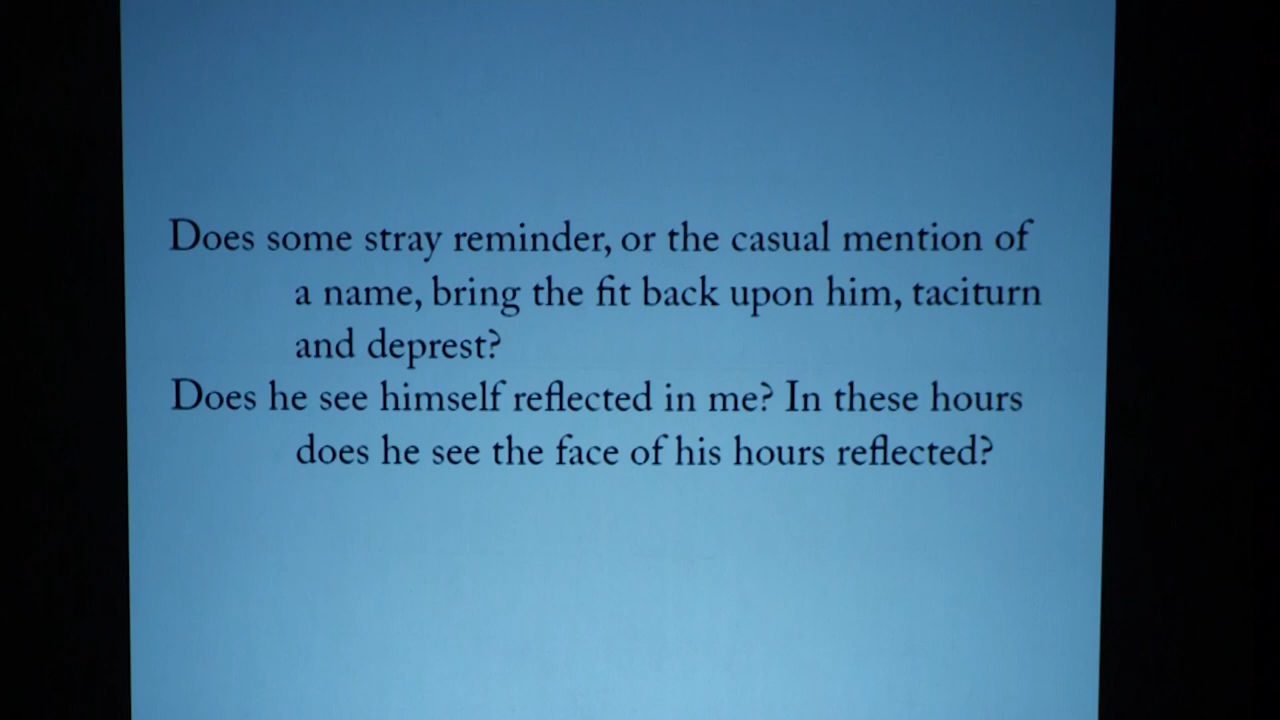 Does some stray reminder, or the casual mention of
a name, bring the fit back upon him, taciturn
and deprest?
Does he see himself reflected in me? In these hours
does he see the face of his hours reflected?